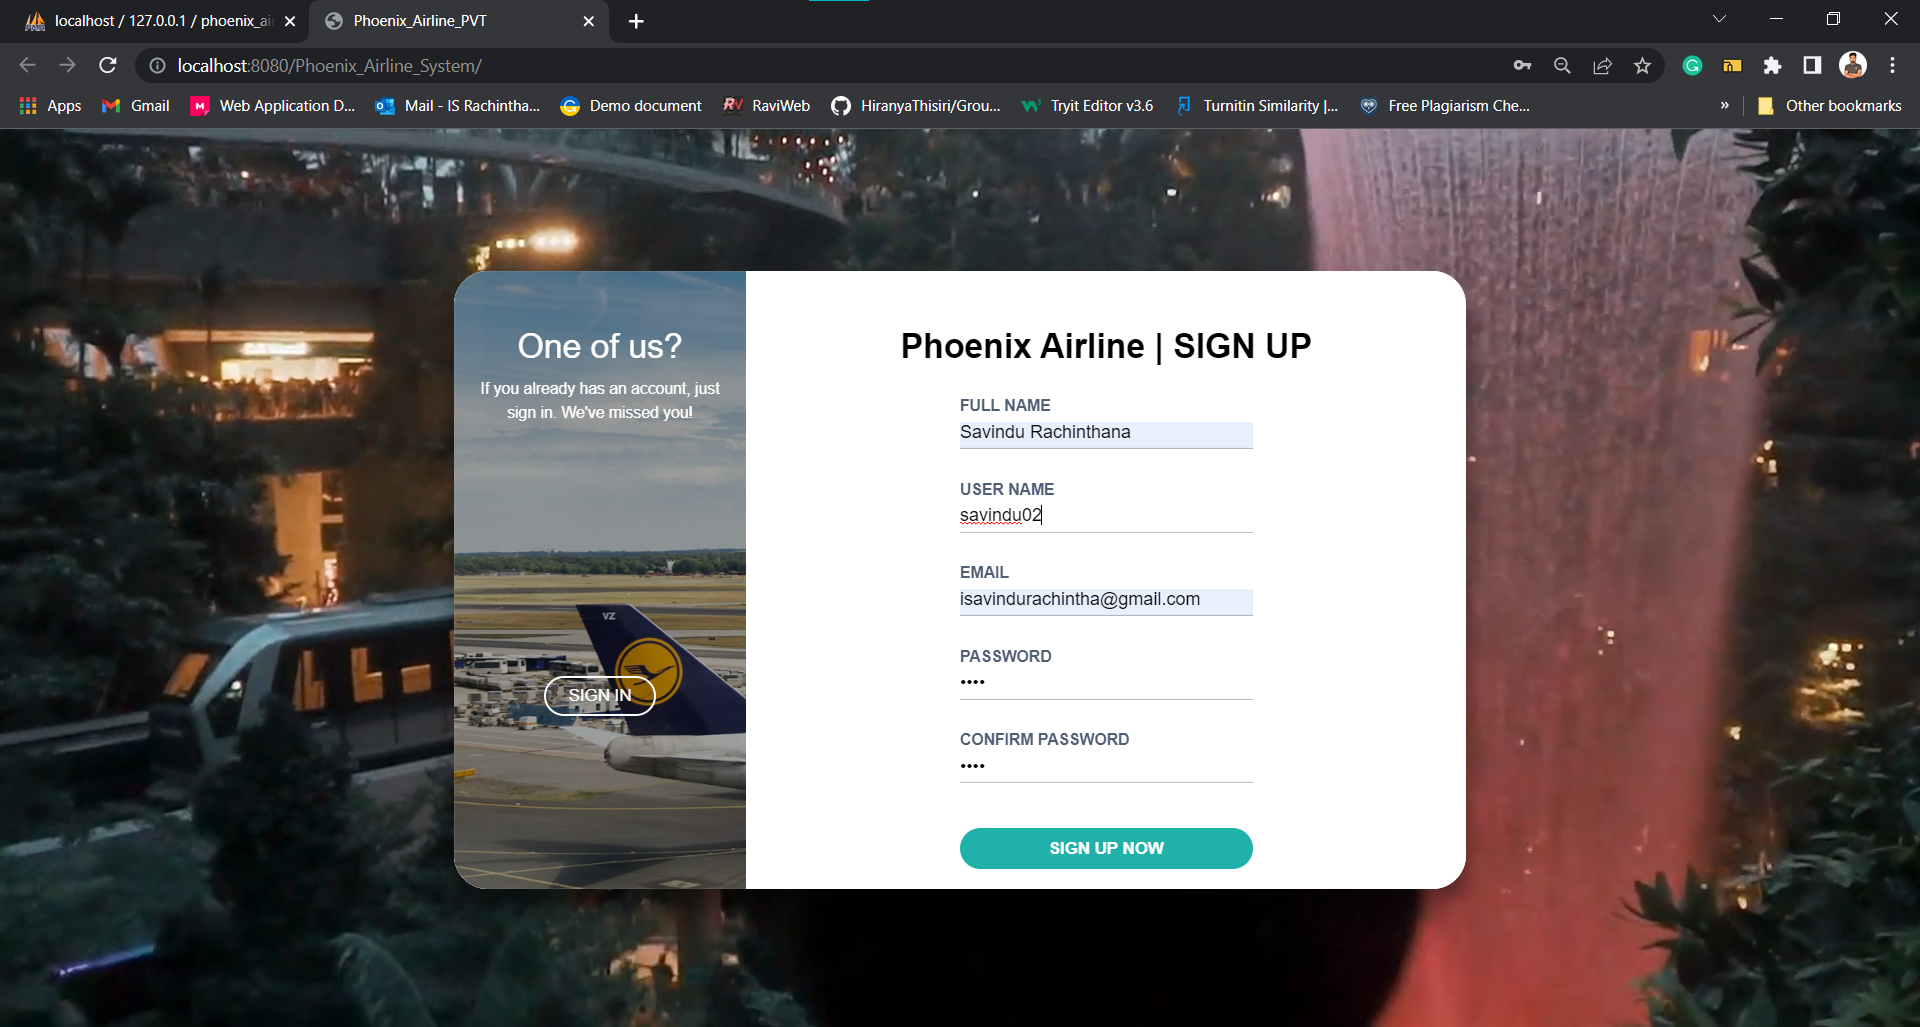 localhost / 127.0.0.1 / phoenix_ai
Phoenix_Airline_PVT
localhost:8080/Phoenix_Airline_System/
Apps
Gmail
Web Application D...
Mail - IS Rachintha...
Demo document
RaviWeb
HiranyaThisiri/Grou...
Tryit Editor v3.6
Turnitin Similarity |...
Free Plagiarism Che...
»
Other bookmarks
One of us?
If you already has an account, just
sign in. We've missed you!
VZ
SIGN IN
Phoenix Airline | SIGN UP
FULL NAME
Savindu Rachinthana
USER NAME
savindu02
EMAIL
isavindurachintha@gmail.com
PASSWORD
••••
CONFIRM PASSWORD
••••
SIGN UP NOW